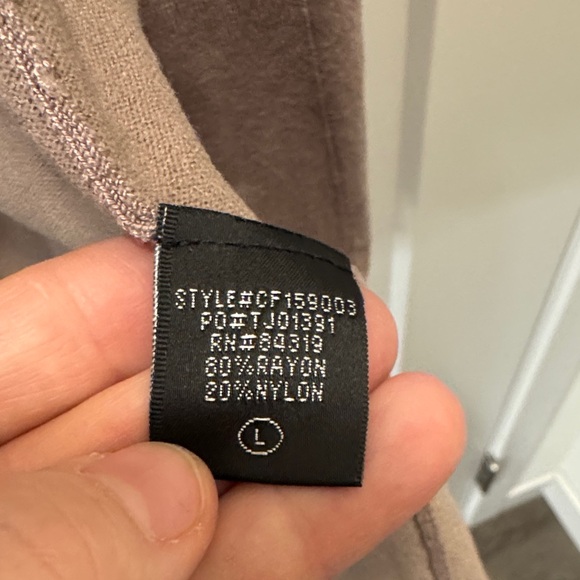 STYLE#CF159003
PO#TJ01391
RN#84319
80%RAYON
20%NYLON
L